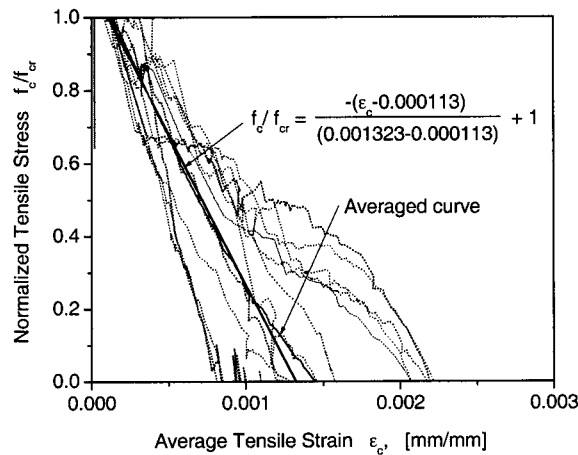 Normalized Tensile Stress f_c/f_cr
1.0
0.8
0.6
0.4
0.2
0.0
f_c/ f_cr = -(ε_c-0.000113) / (0.001323-0.000113) + 1
Averaged curve
0.000
0.001
0.002
0.003
Average Tensile Strain ε_c, [mm/mm]